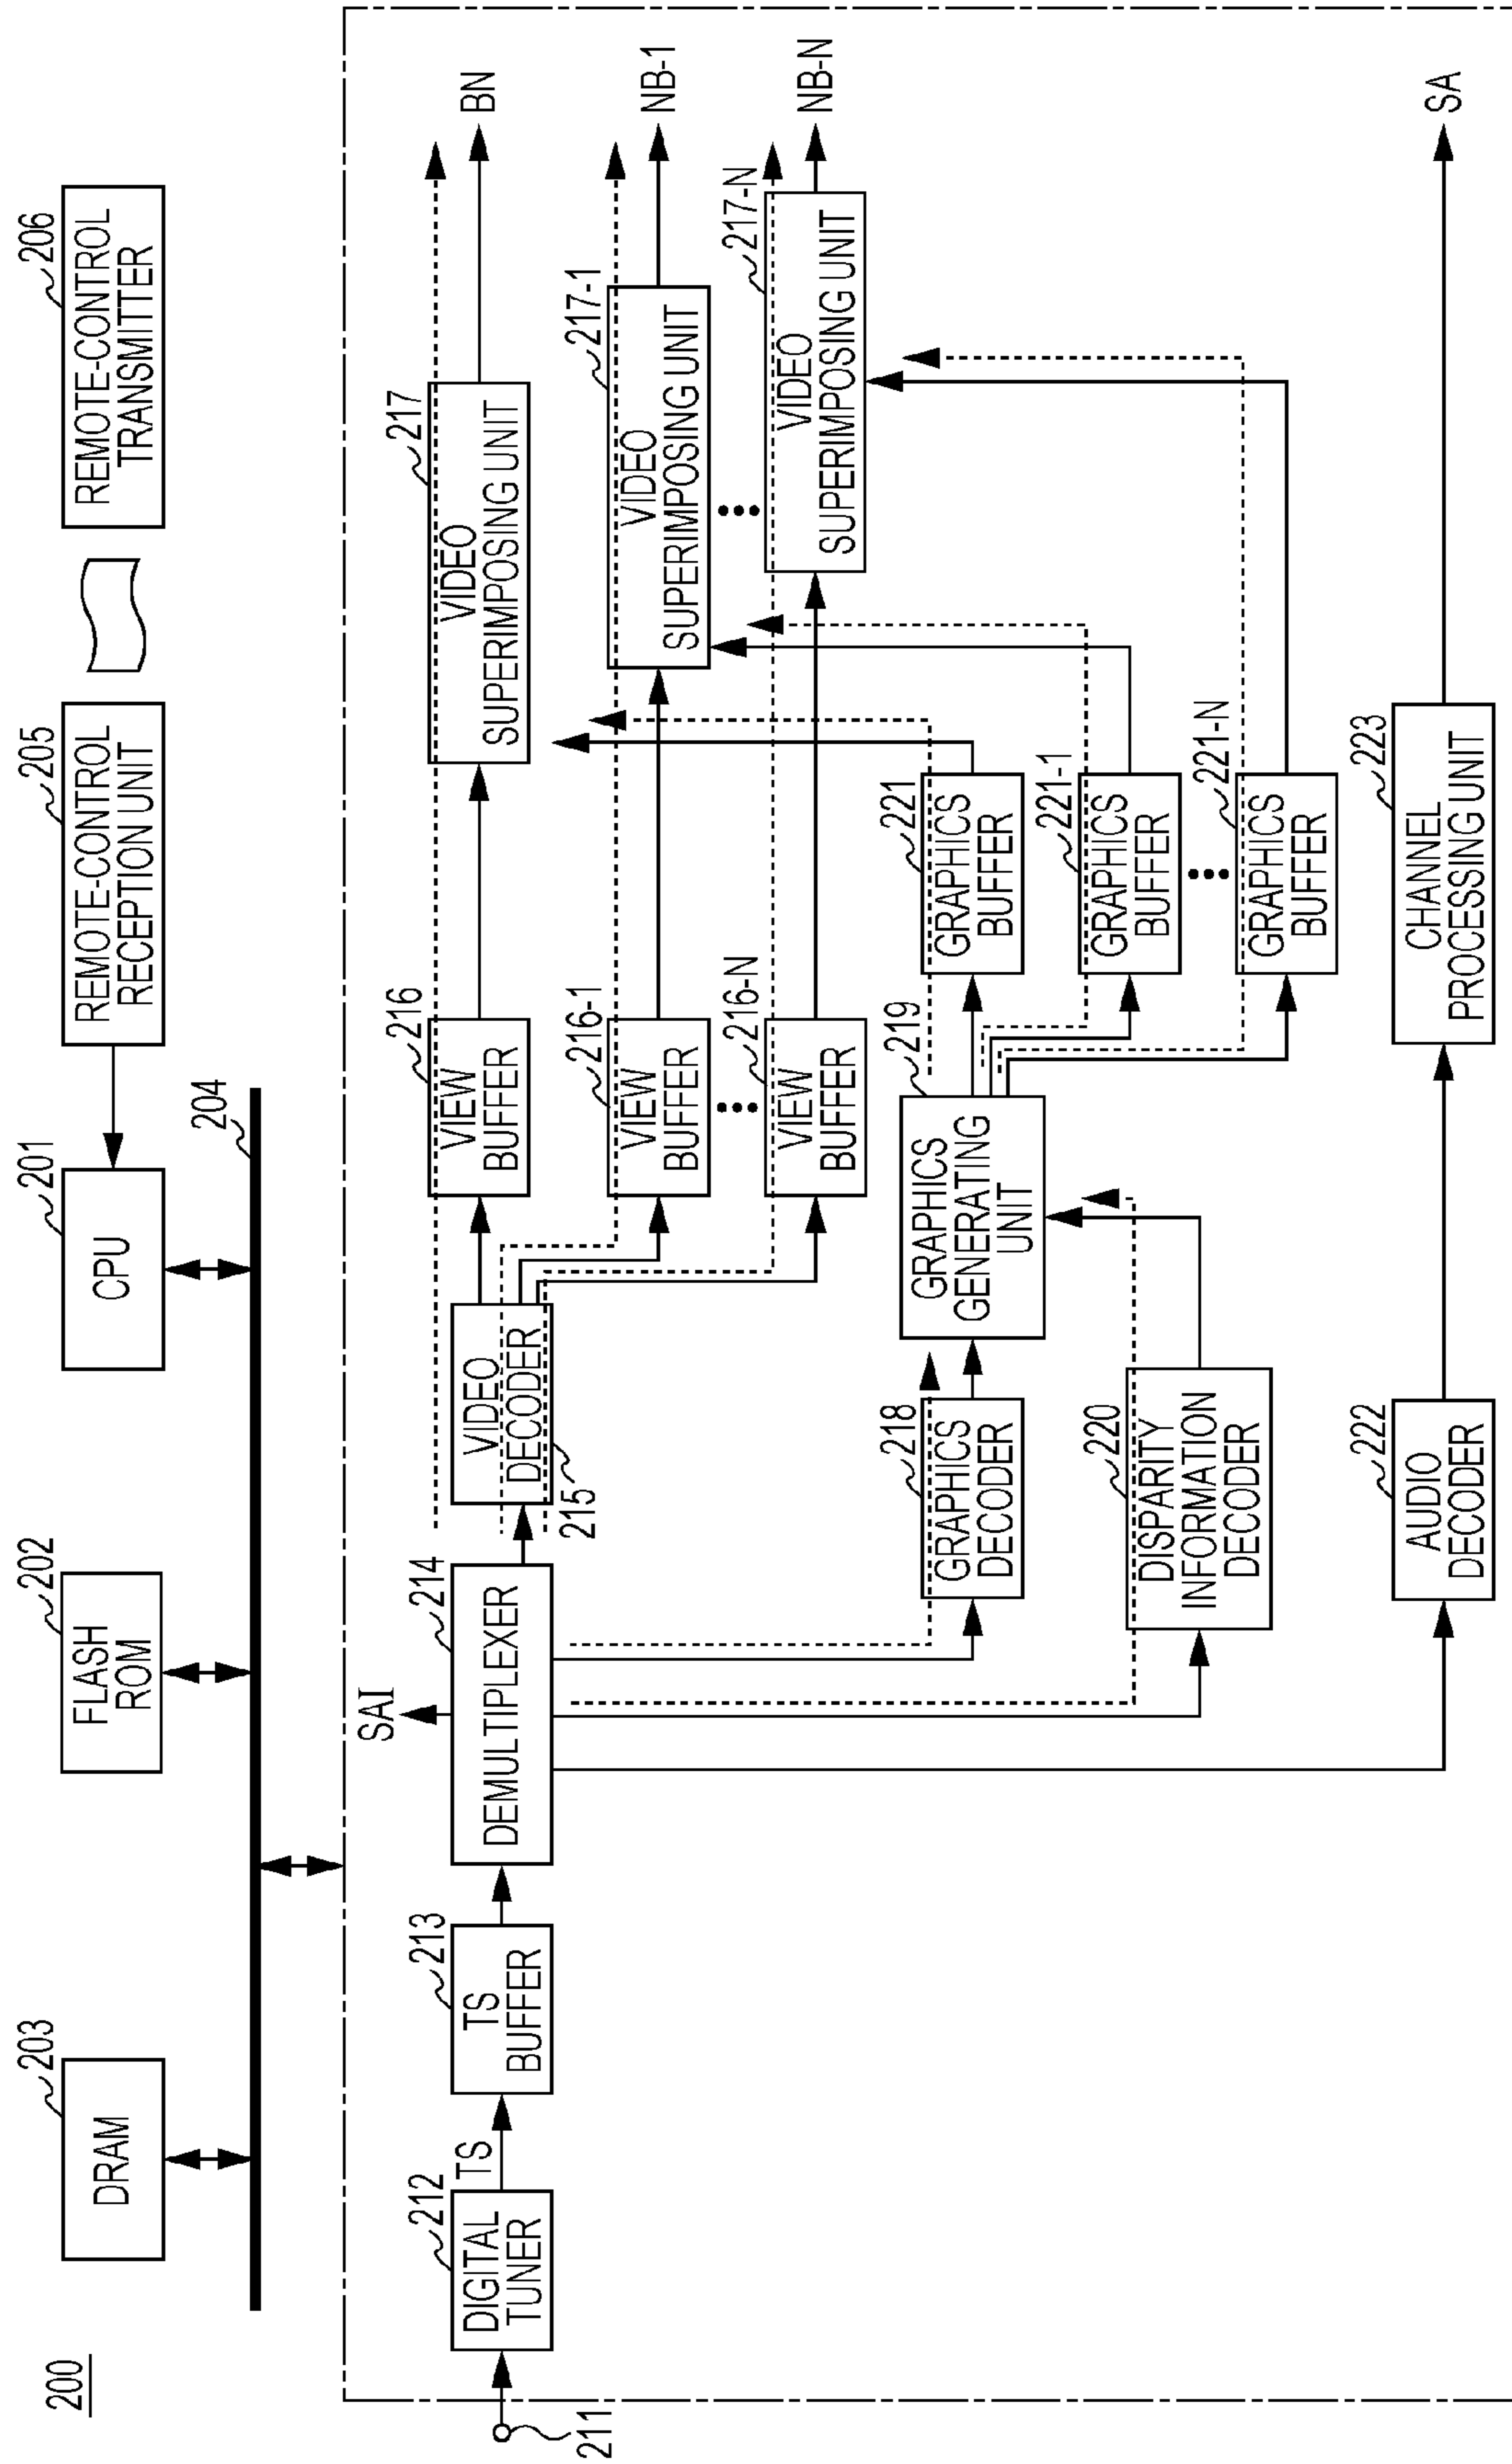 200
203
DRAM
202
FLASH
ROM
201
CPU
205
REMOTE-CONTROL
RECEPTION UNIT
206
REMOTE-CONTROL
TRANSMITTER
204
211
212
DIGITAL
TUNER
TS
213
TS
BUFFER
SAI
214
DEMULTIPLEXER
215
VIDEO
DECODER
216
VIEW
BUFFER
217
VIDEO
SUPERIMPOSING UNIT
BN
216-1
VIEW
BUFFER
217-1
VIDEO
SUPERIMPOSING UNIT
NB-1
216-N
VIEW
BUFFER
217-N
VIDEO
SUPERIMPOSING UNIT
NB-N
218
GRAPHICS
DECODER
219
GRAPHICS
GENERATING
UNIT
221
GRAPHICS
BUFFER
220
DISPARITY
INFORMATION
DECODER
221-1
GRAPHICS
BUFFER
221-N
GRAPHICS
BUFFER
222
AUDIO
DECODER
223
CHANNEL
PROCESSING UNIT
SA